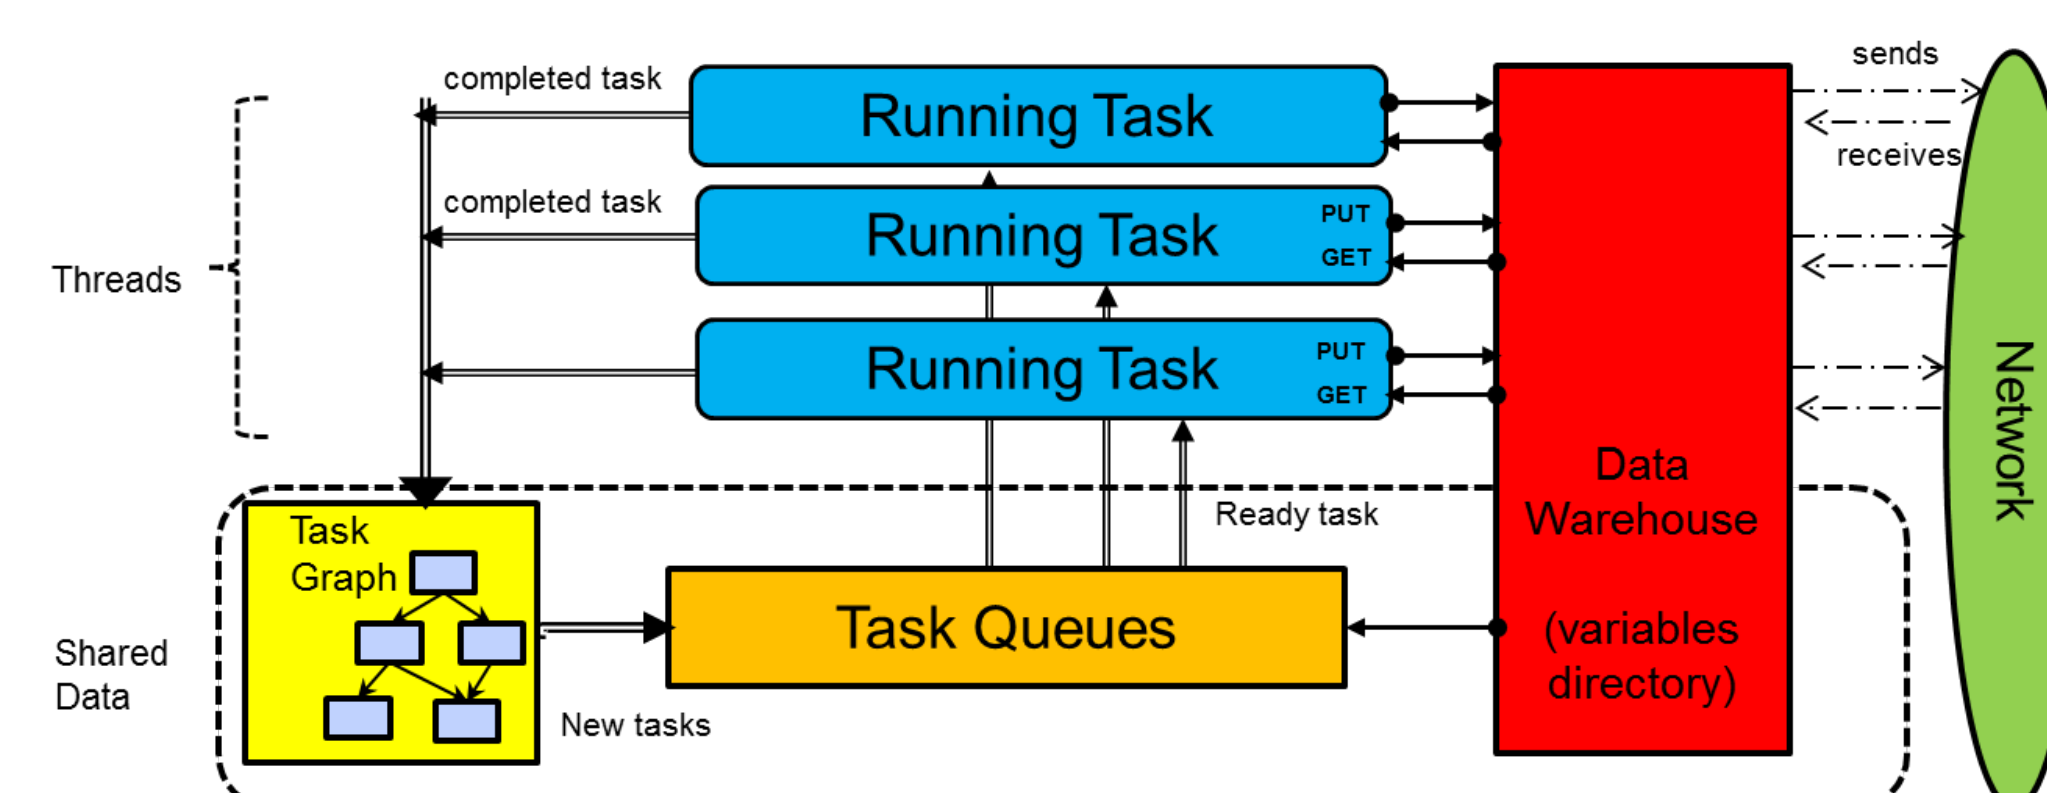 sends
completed task
Running Task
receives
completed task
Running Task
PUT
GET
Threads
Running Task
PUT
GET
Network
Data
Warehouse
(variables
directory)
Ready task
Task
Graph
Task Queues
Shared
Data
New tasks